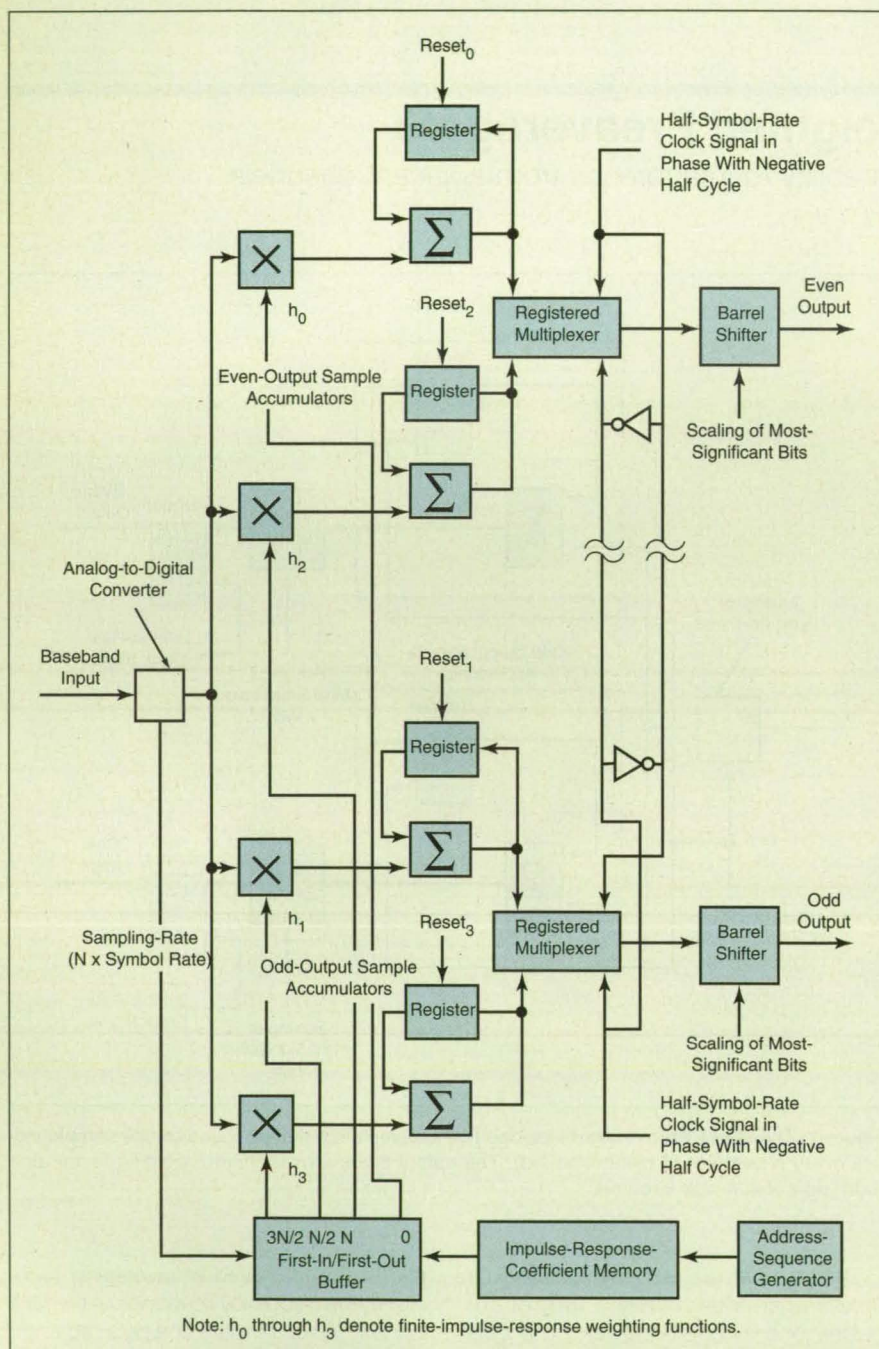 Reset0
Register
Half-Symbol-Rate
Clock Signal in
Phase With Negative
Half Cycle
Σ
×
h0
Reset2
Registered
Multiplexer
Barrel
Shifter
Even
Output
Even-Output Sample
Accumulators
Register
Scaling of Most-
Significant Bits
Σ
×
h2
Analog-to-Digital
Converter
Baseband
Input
Reset1
Register
Σ
×
h1
Sampling-Rate
(N x Symbol Rate)
Odd-Output Sample
Accumulators
Reset3
Registered
Multiplexer
Barrel
Shifter
Odd
Output
Register
Scaling of Most-
Significant Bits
Σ
×
h3
Half-Symbol-Rate
Clock Signal in
Phase With Negative
Half Cycle
3N/2 N/2 N 0
First-In/First-Out
Buffer
Impulse-Response-
Coefficient Memory
Address-
Sequence
Generator
Note: h0 through h3 denote finite-impulse-response weighting functions.